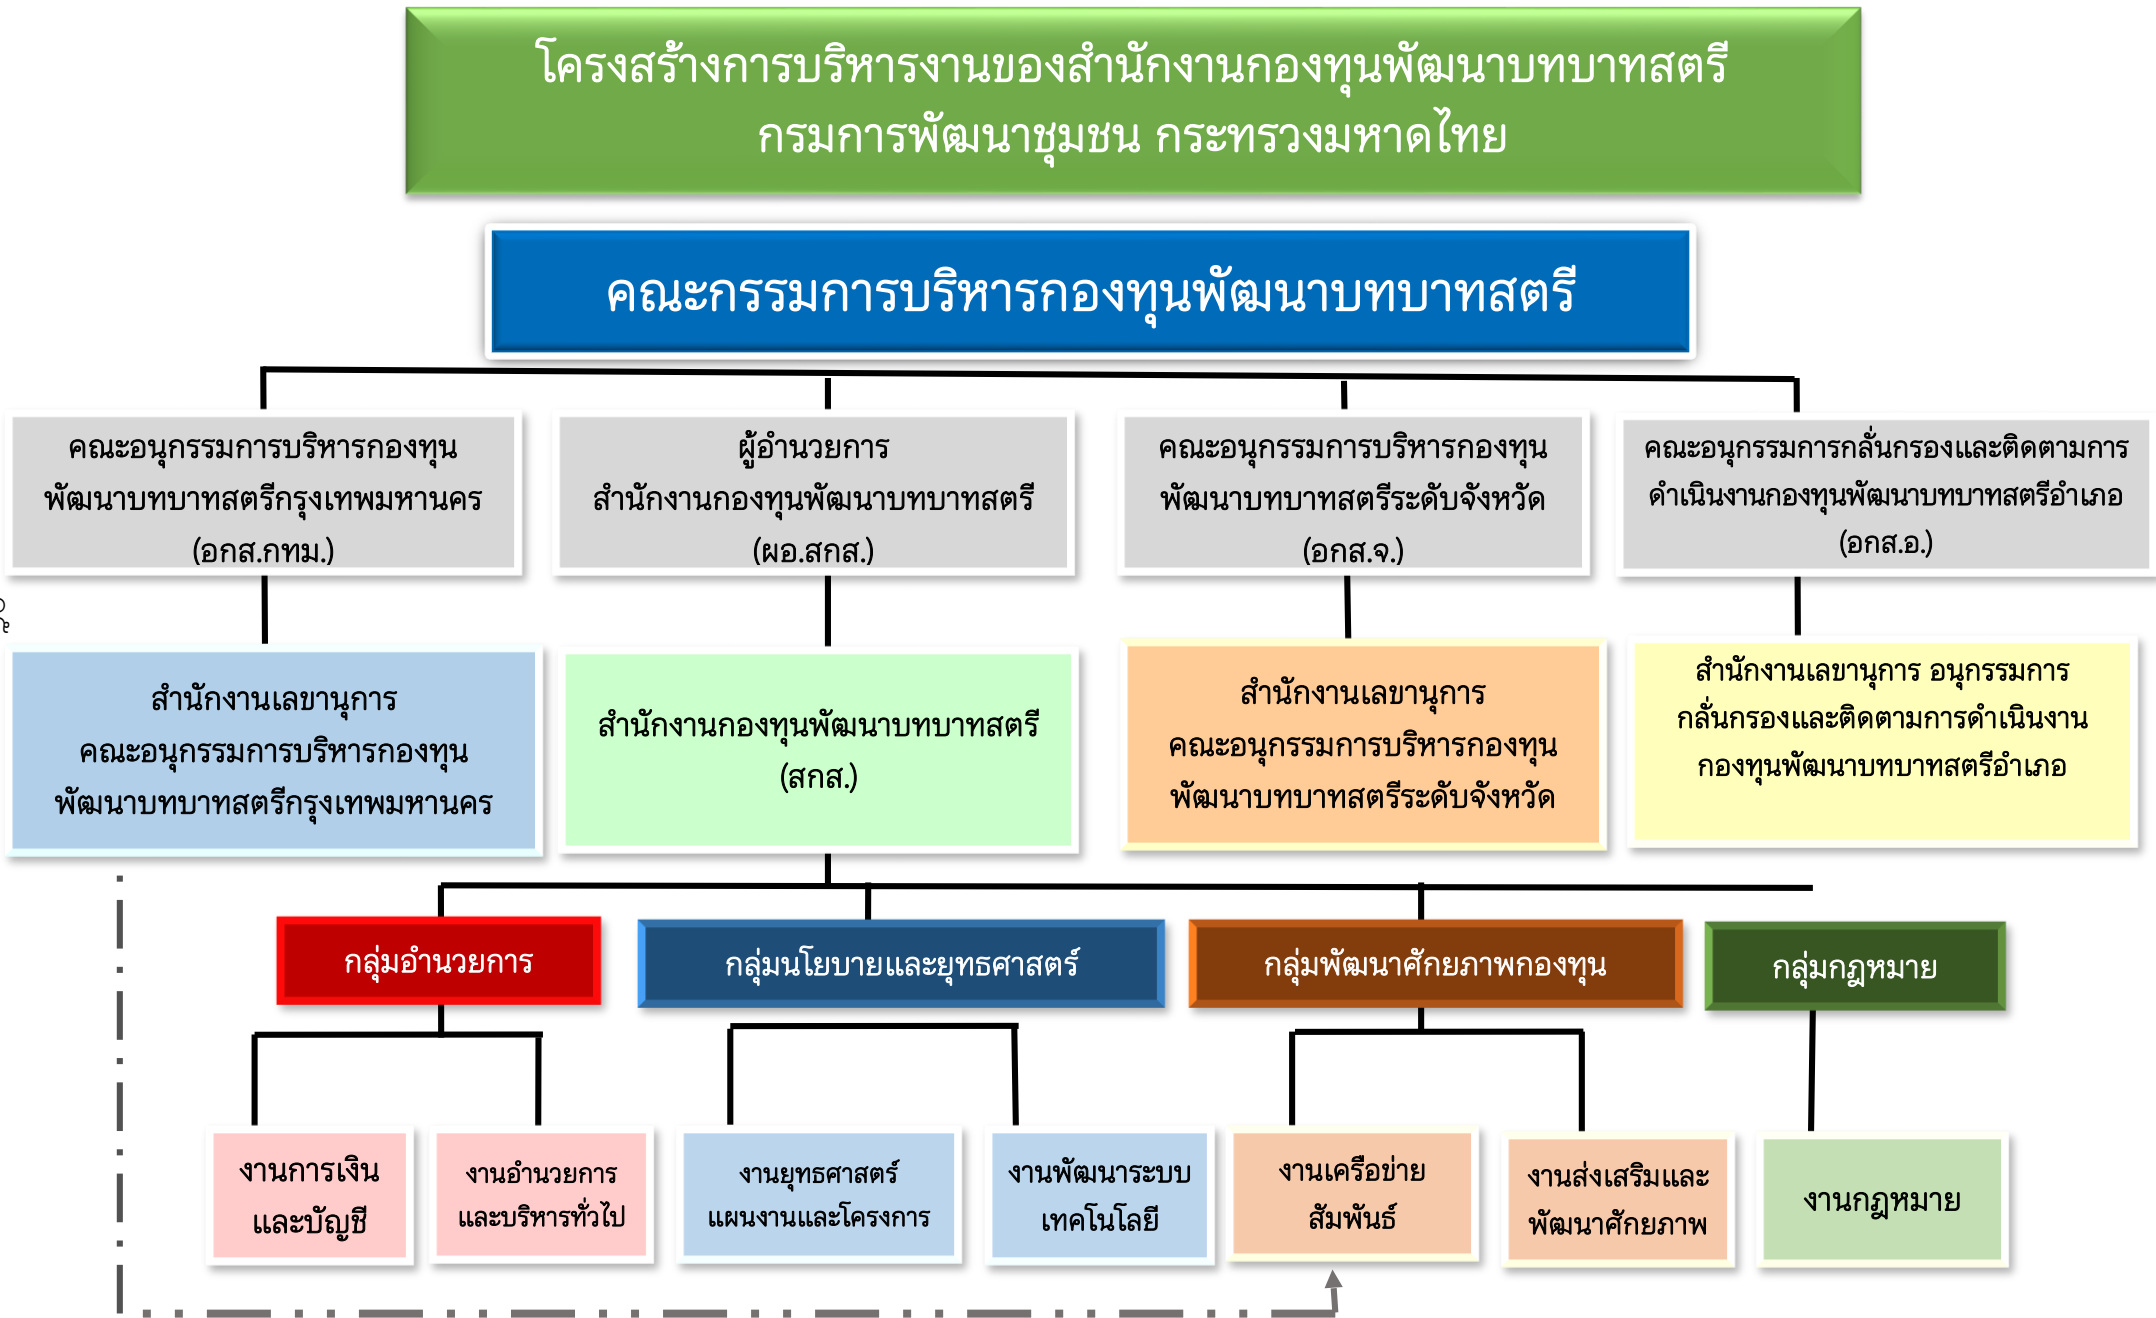 โครงสร้างการบริหารงานของสำนักงานกองทุนพัฒนาบทบาทสตรี
กรมการพัฒนาชุมชน กระทรวงมหาดไทย
คณะกรรมการบริหารกองทุนพัฒนาบทบาทสตรี
คณะอนุกรรมการบริหารกองทุน
พัฒนาบทบาทสตรีกรุงเทพมหานคร
(อกส.กทม.)
ผู้อำนวยการ
สำนักงานกองทุนพัฒนาบทบาทสตรี
(ผอ.สกส.)
คณะอนุกรรมการบริหารกองทุน
พัฒนาบทบาทสตรีระดับจังหวัด
(อกส.จ.)
คณะอนุกรรมการกลั่นกรองและติดตามการ
ดำเนินงานกองทุนพัฒนาบทบาทสตรีอำเภอ
(อกส.อ.)
สำนักงานเลขานุการ
คณะอนุกรรมการบริหารกองทุน
พัฒนาบทบาทสตรีกรุงเทพมหานคร
สำนักงานกองทุนพัฒนาบทบาทสตรี
(สกส.)
สำนักงานเลขานุการ
คณะอนุกรรมการบริหารกองทุน
พัฒนาบทบาทสตรีระดับจังหวัด
สำนักงานเลขานุการ อนุกรรมการ
กลั่นกรองและติดตามการดำเนินงาน
กองทุนพัฒนาบทบาทสตรีอำเภอ
กลุ่มอำนวยการ
กลุ่มนโยบายและยุทธศาสตร์
กลุ่มพัฒนาศักยภาพกองทุน
กลุ่มกฎหมาย
งานการเงิน
และบัญชี
งานอำนวยการ
และบริหารทั่วไป
งานยุทธศาสตร์
แผนงานและโครงการ
งานพัฒนาระบบ
เทคโนโลยี
งานเครือข่าย
สัมพันธ์
งานส่งเสริมและ
พัฒนาศักยภาพ
งานกฎหมาย